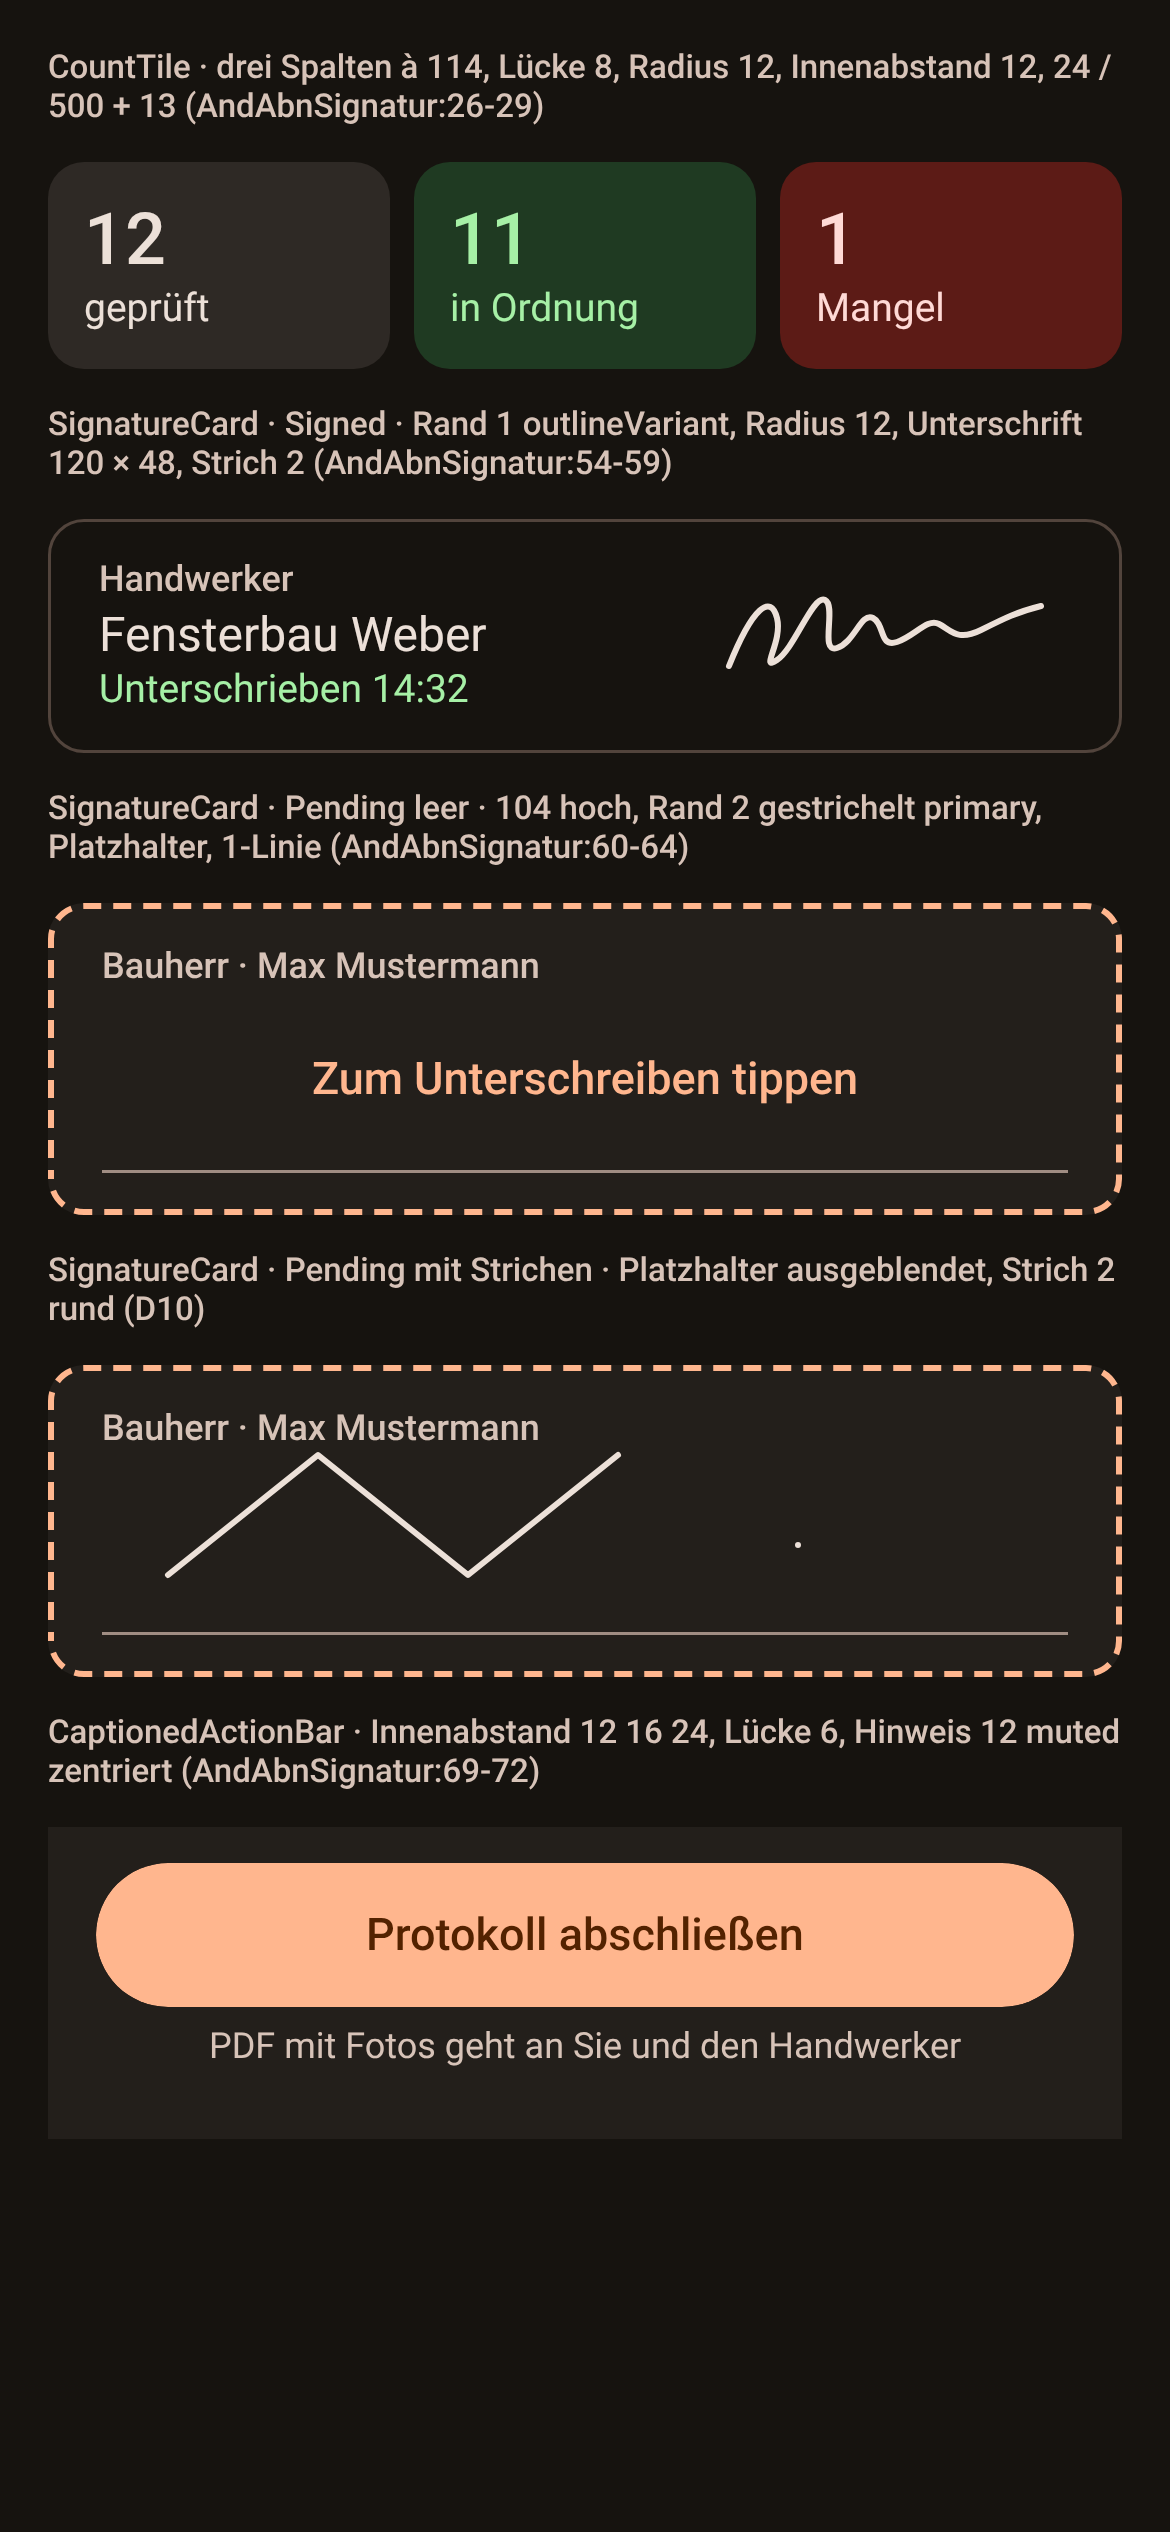 CountTile · drei Spalten à 114, Lücke 8, Radius 12, Innenabstand 12, 24 /
500 + 13 (AndAbnSignatur:26-29)
12
geprüft
11
in Ordnung
1
Mangel
SignatureCard · Signed · Rand 1 outlineVariant, Radius 12, Unterschrift
120 × 48, Strich 2 (AndAbnSignatur:54-59)
Handwerker
Fensterbau Weber
Unterschrieben 14:32
SignatureCard · Pending leer · 104 hoch, Rand 2 gestrichelt primary,
Platzhalter, 1-Linie (AndAbnSignatur:60-64)
Bauherr · Max Mustermann
Zum Unterschreiben tippen
SignatureCard · Pending mit Strichen · Platzhalter ausgeblendet, Strich 2
rund (D10)
Bauherr · Max Mustermann
CaptionedActionBar · Innenabstand 12 16 24, Lücke 6, Hinweis 12 muted
zentriert (AndAbnSignatur:69-72)
Protokoll abschließen
PDF mit Fotos geht an Sie und den Handwerker